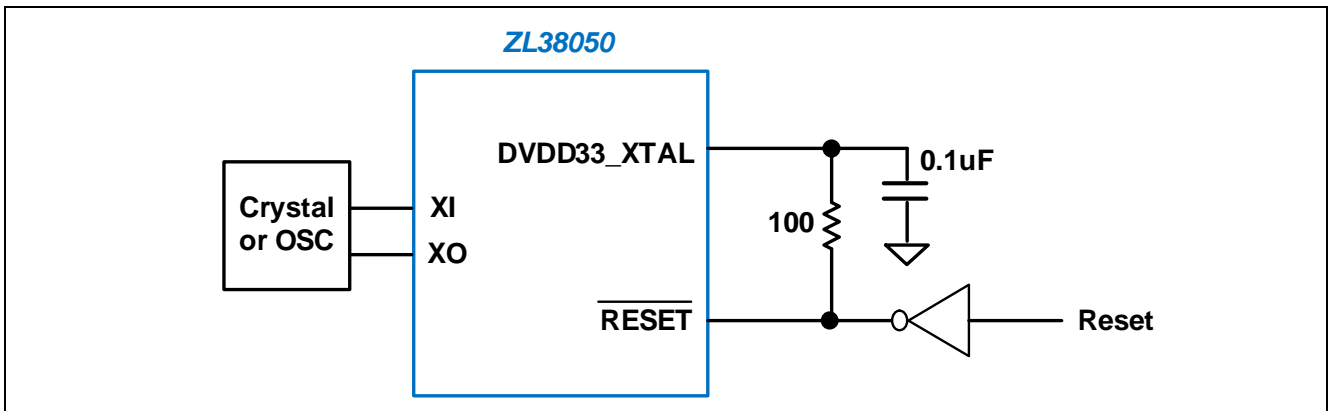 ZL38050
DVDD33_XTAL
0.1uF
Crystal
or OSC
XI
XO
100
RESET
Reset